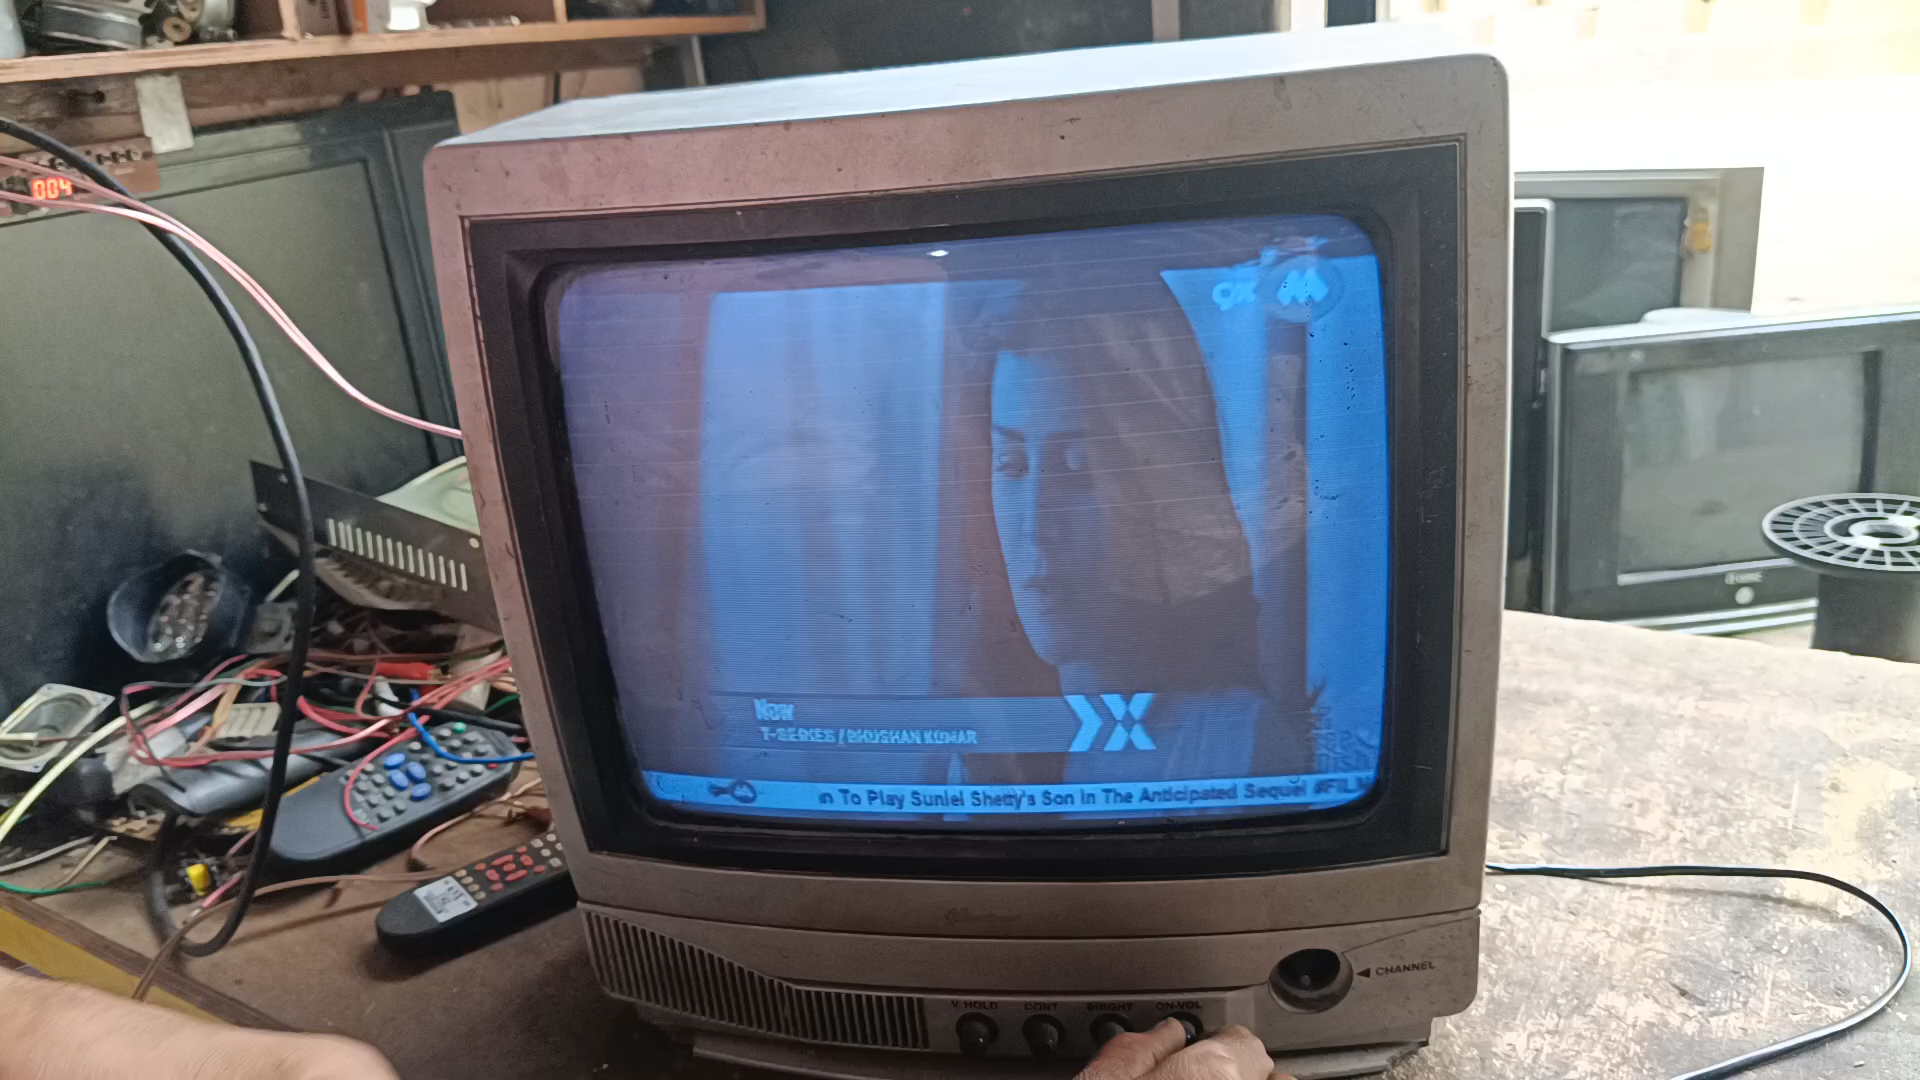 004
9X M
Now
T-SERIES / BHUSHAN KUMAR
n To Play Suniel Shetty's Son In The Anticipated Sequel #FILM
CHANNEL
V. HOLD
CONT
BRIGHT
ON-VOL